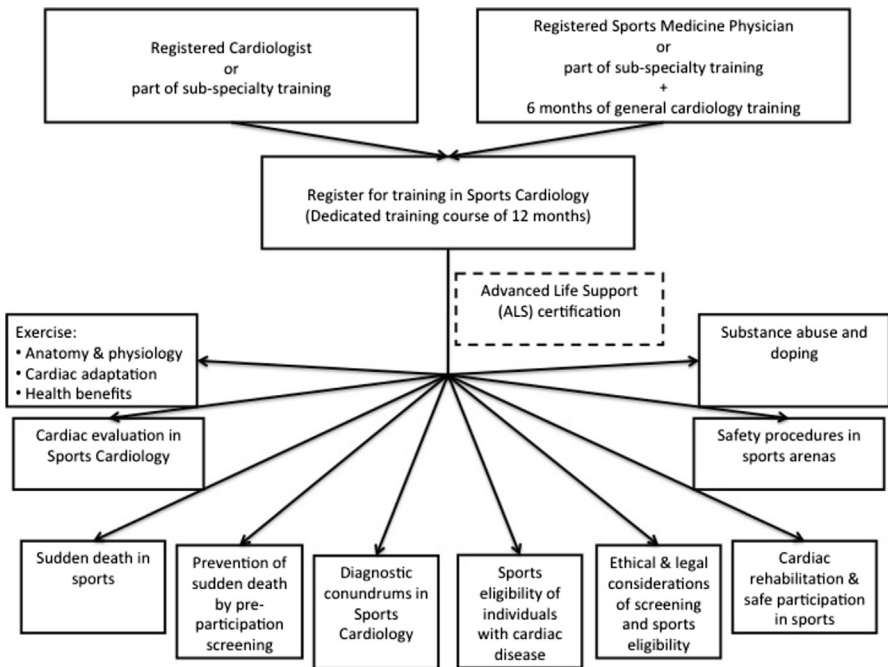 Registered Cardiologist
or
part of sub-specialty training
Registered Sports Medicine Physician
or
part of sub-specialty training
+
6 months of general cardiology training
Register for training in Sports Cardiology
(Dedicated training course of 12 months)
Advanced Life Support
(ALS) certification
Exercise:
• Anatomy & physiology
• Cardiac adaptation
• Health benefits
Substance abuse and
doping
Cardiac evaluation in
Sports Cardiology
Safety procedures in
sports arenas
Sudden death in
sports
Prevention of
sudden death
by pre-
participation
screening
Diagnostic
conundrums in
Sports
Cardiology
Sports
eligibility of
individuals
with cardiac
disease
Ethical & legal
considerations
of screening
and sports
eligibility
Cardiac
rehabilitation &
safe participation
in sports